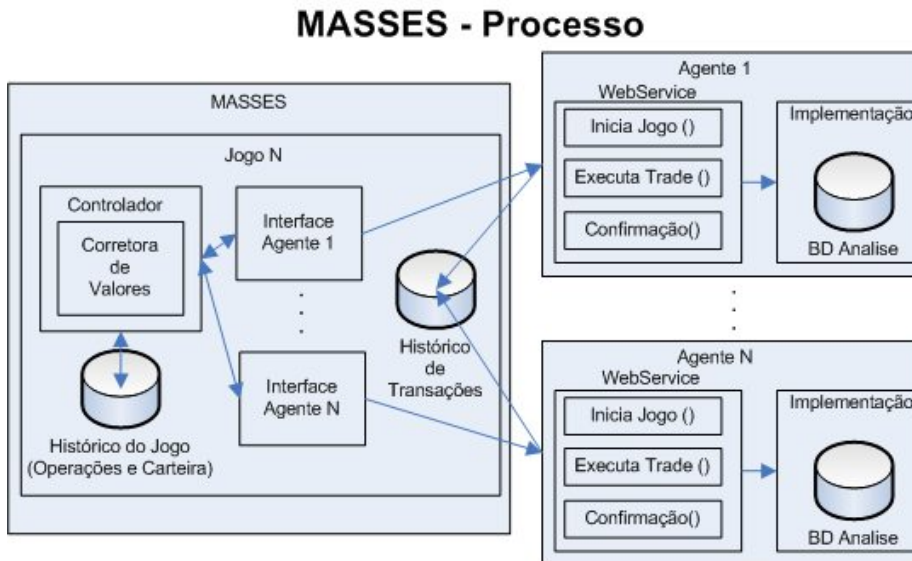 MASSES - Processo
MASSES
Jogo N
Controlador
Corretora
de
Valores
Interface
Agente 1
.
.
.
Interface
Agente N
Histórico do Jogo
(Operações e Carteira)
Histórico
de
Transações
Agente 1
WebService
Inicia Jogo ()
Executa Trade ()
Confirmação()
Implementação
BD Analise
.
.
.
Agente N
WebService
Inicia Jogo ()
Executa Trade ()
Confirmação()
Implementação
BD Analise